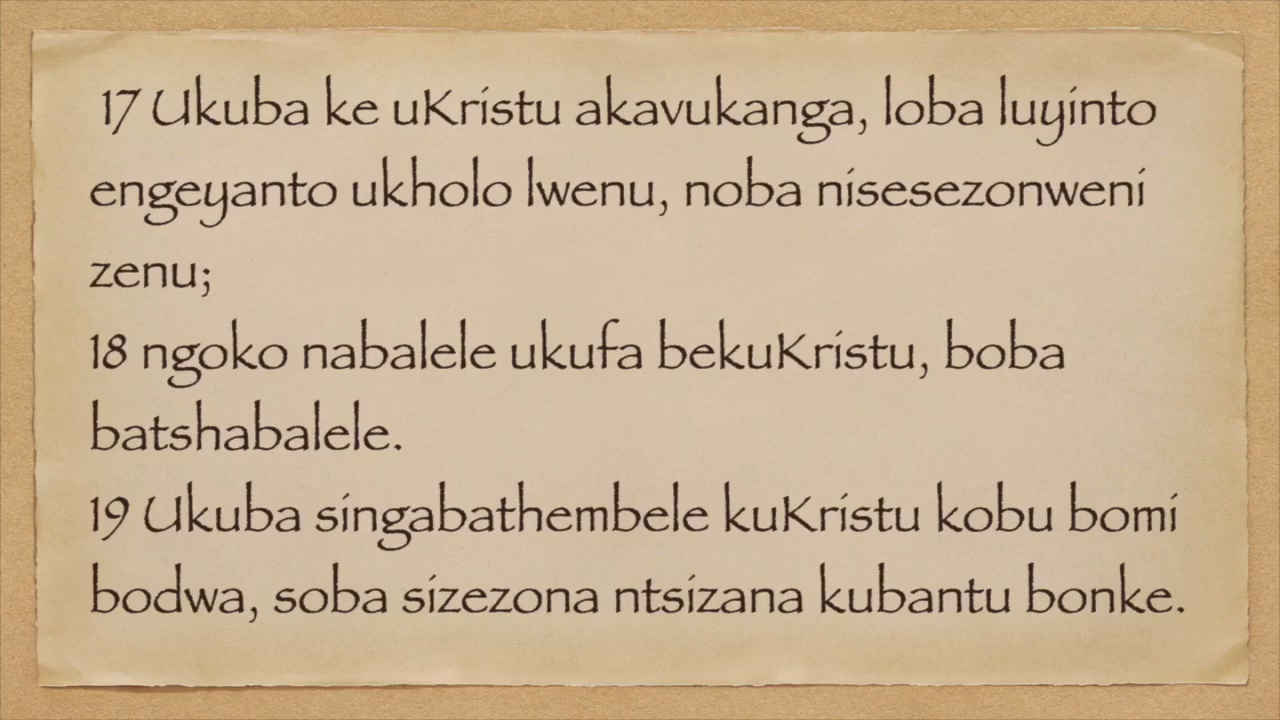 17 Ukuba ke uKristu akavukanga, loba luyinto
engeyanto ukholo lwenu, noba nisesezonweni
zenu;
18 ngoko nabalele ukufa bekuKristu, boba
batshabalele.
19 Ukuba singabathembele kuKristu kobu bomi
bodwa, soba sizezona ntsizana kubantu bonke.